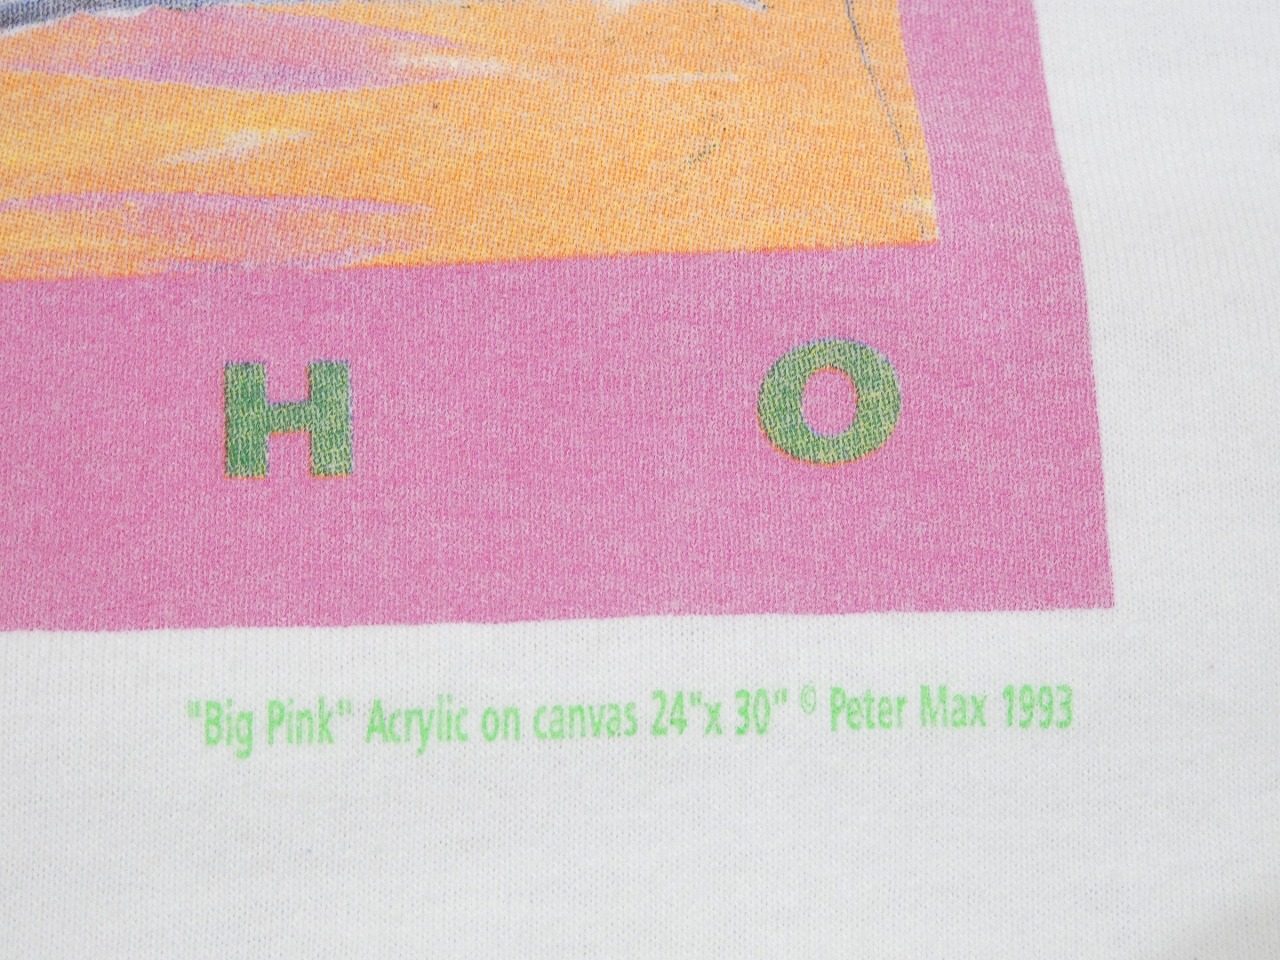 H O
"Big Pink" Acrylic on canvas 24"x 30" © Peter Max 1993